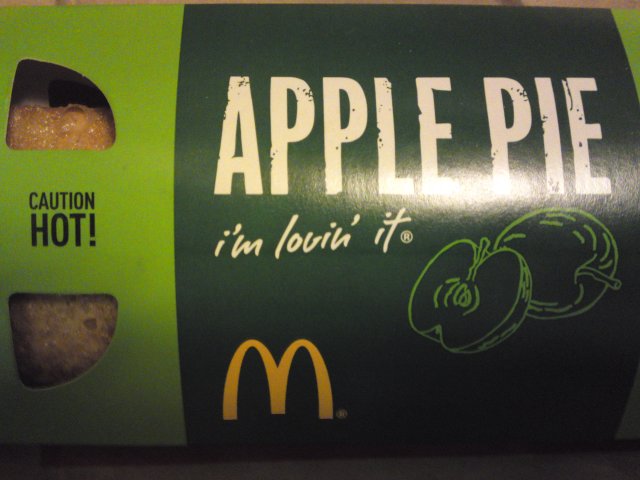 APPLE PIE
i'm lovin' it®
CAUTION
HOT!
M®